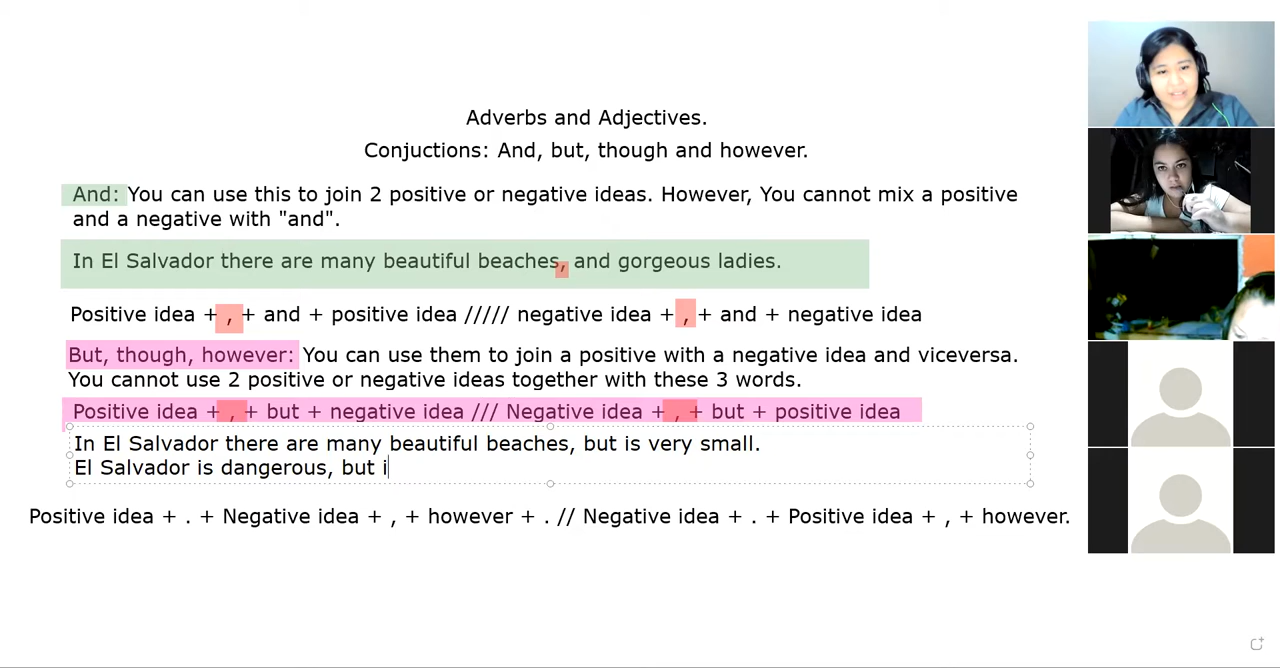 Adverbs and Adjectives.
Conjuctions: And, but, though and however.
And: You can use this to join 2 positive or negative ideas. However, You cannot mix a positive
and a negative with "and".
In El Salvador there are many beautiful beaches, and gorgeous ladies.
Positive idea + , + and + positive idea ///// negative idea + , + and + negative idea
But, though, however: You can use them to join a positive with a negative idea and viceversa.
You cannot use 2 positive or negative ideas together with these 3 words.
Positive idea + , + but + negative idea /// Negative idea + , + but + positive idea
In El Salvador there are many beautiful beaches, but is very small.
El Salvador is dangerous, but i
Positive idea + . + Negative idea + , + however + . // Negative idea + . + Positive idea + , + however.